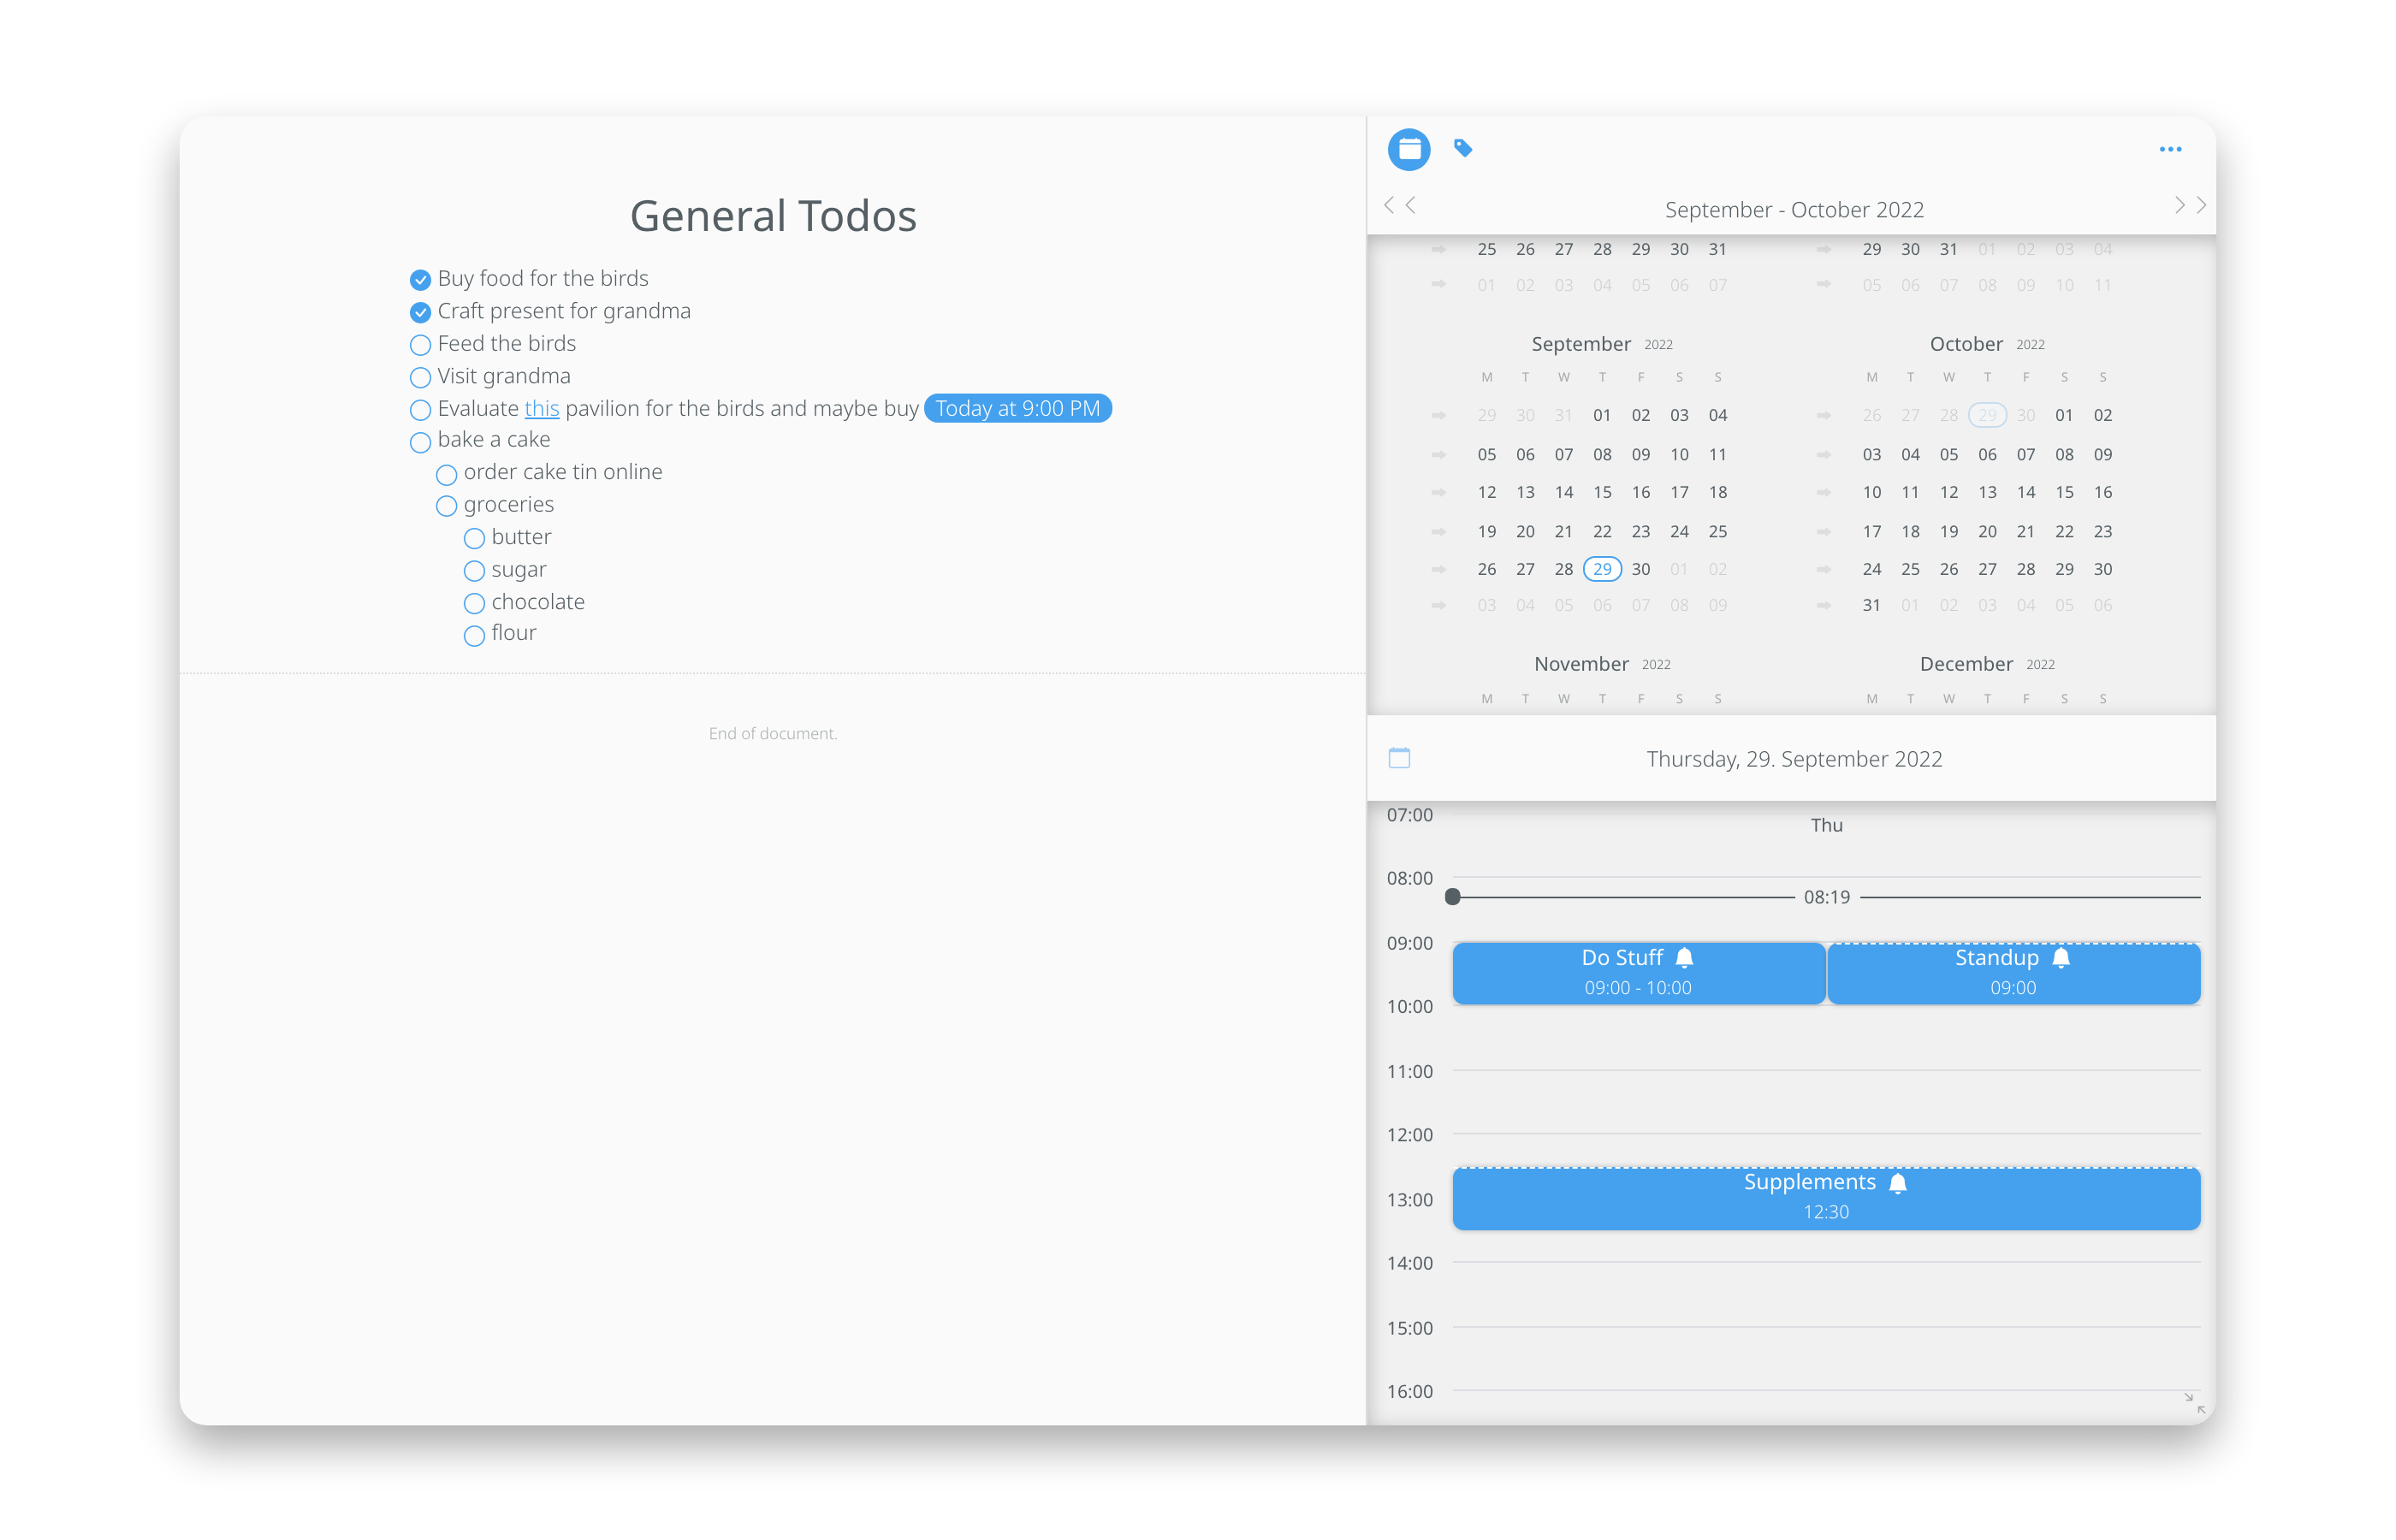 General Todos
Buy food for the birds
Craft present for grandma
Feed the birds
Visit grandma
Evaluate this pavilion for the birds and maybe buy Today at 9:00 PM
bake a cake
order cake tin online
groceries
butter
sugar
chocolate
flour
End of document.
September - October 2022
25 26 27 28 29 30 31
01 02 03 04 05 06 07
29 30 31 01 02 03 04
05 06 07 08 09 10 11
September 2022
M T W T F S S
29 30 31 01 02 03 04
05 06 07 08 09 10 11
12 13 14 15 16 17 18
19 20 21 22 23 24 25
26 27 28 29 30 01 02
03 04 05 06 07 08 09
October 2022
M T W T F S S
26 27 28 29 30 01 02
03 04 05 06 07 08 09
10 11 12 13 14 15 16
17 18 19 20 21 22 23
24 25 26 27 28 29 30
31 01 02 03 04 05 06
November 2022
M T W T F S S
December 2022
M T W T F S S
Thursday, 29. September 2022
07:00
Thu
08:00
08:19
09:00
Do Stuff
09:00 - 10:00
Standup
09:00
10:00
11:00
12:00
Supplements
12:30
13:00
14:00
15:00
16:00